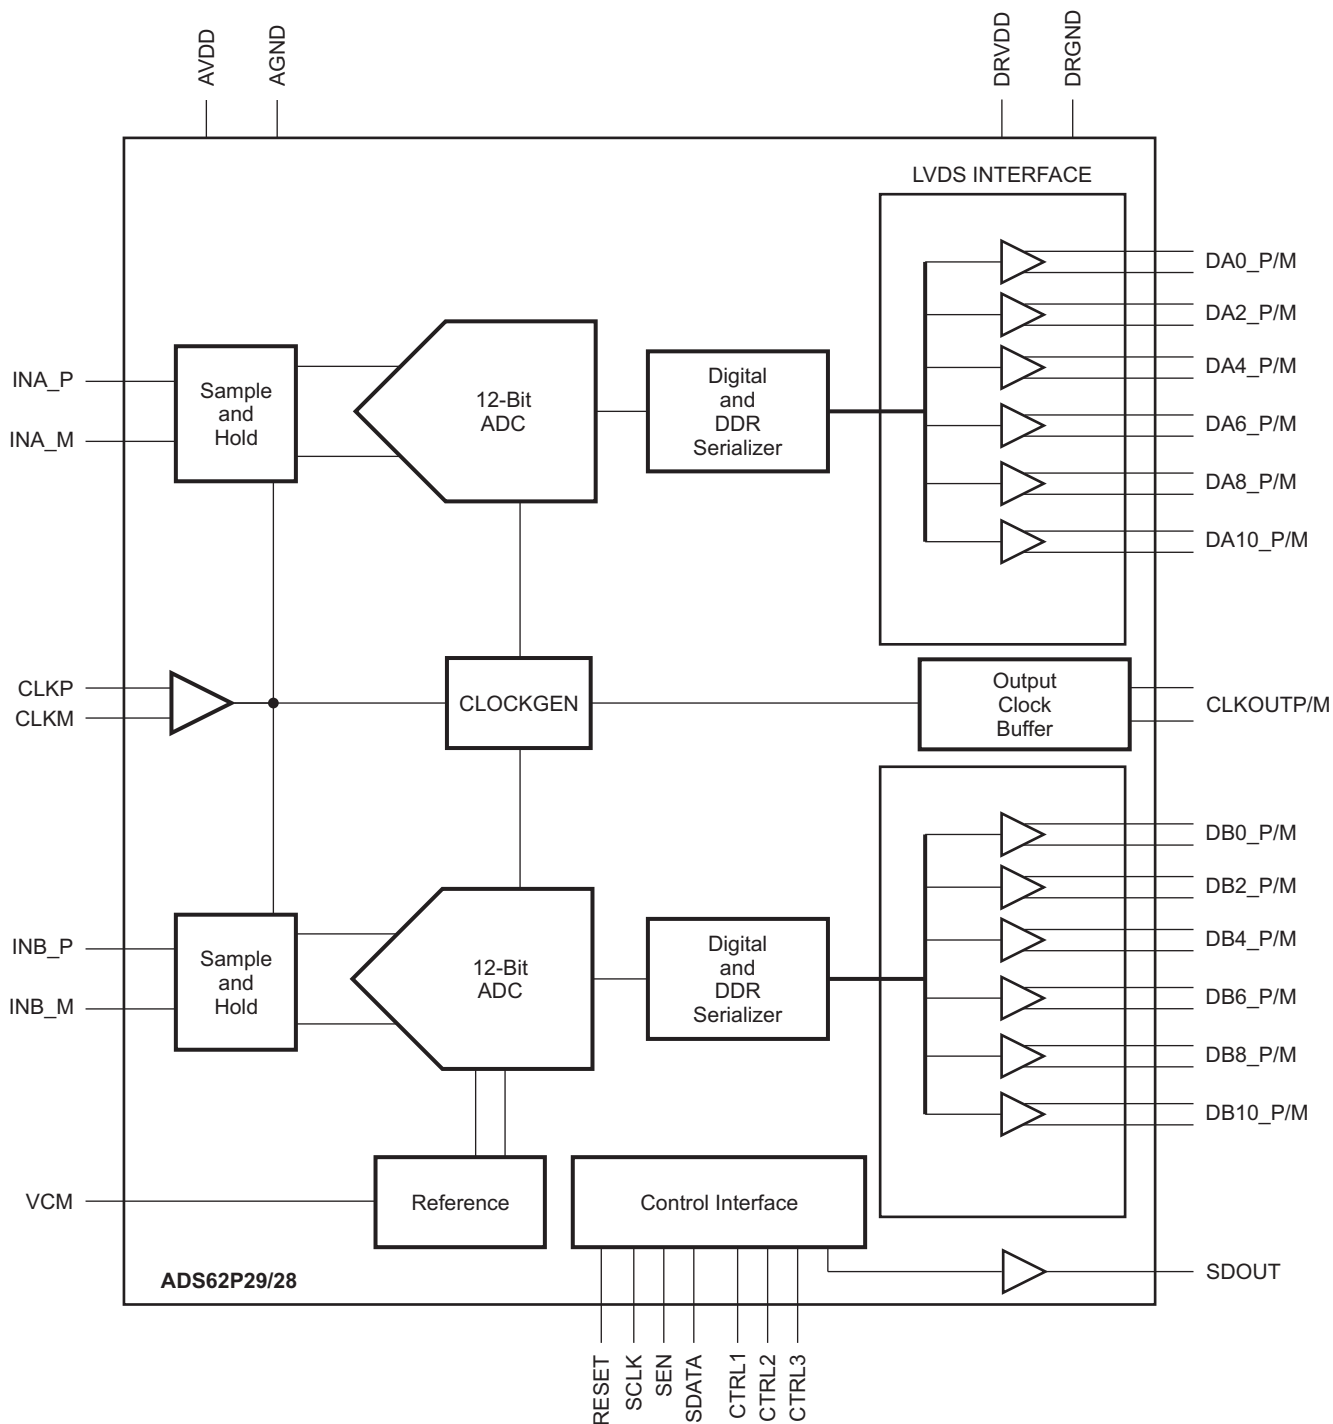 AVDD
AGND
DRVDD
DRGND
LVDS INTERFACE
DA0_P/M
DA2_P/M
DA4_P/M
DA6_P/M
DA8_P/M
DA10_P/M
INA_P
INA_M
Sample
and
Hold
12-Bit
ADC
Digital
and
DDR
Serializer
CLKP
CLKM
CLOCKGEN
Output
Clock
Buffer
CLKOUTP/M
INB_P
INB_M
Sample
and
Hold
12-Bit
ADC
Digital
and
DDR
Serializer
DB0_P/M
DB2_P/M
DB4_P/M
DB6_P/M
DB8_P/M
DB10_P/M
VCM
Reference
Control Interface
SDOUT
ADS62P29/28
RESET
SCLK
SEN
SDATA
CTRL1
CTRL2
CTRL3